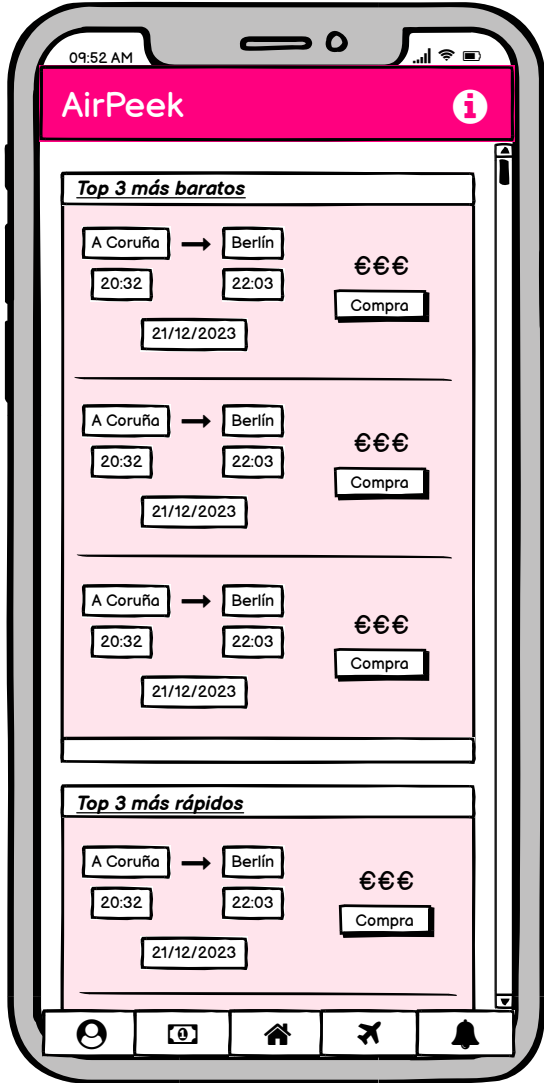 09:52 AM
AirPeek
Top 3 más baratos
A Coruña → Berlín
20:32 22:03
€€€
Compra
21/12/2023
A Coruña → Berlín
20:32 22:03
€€€
Compra
21/12/2023
A Coruña → Berlín
20:32 22:03
€€€
Compra
21/12/2023
Top 3 más rápidos
A Coruña → Berlín
20:32 22:03
€€€
Compra
21/12/2023